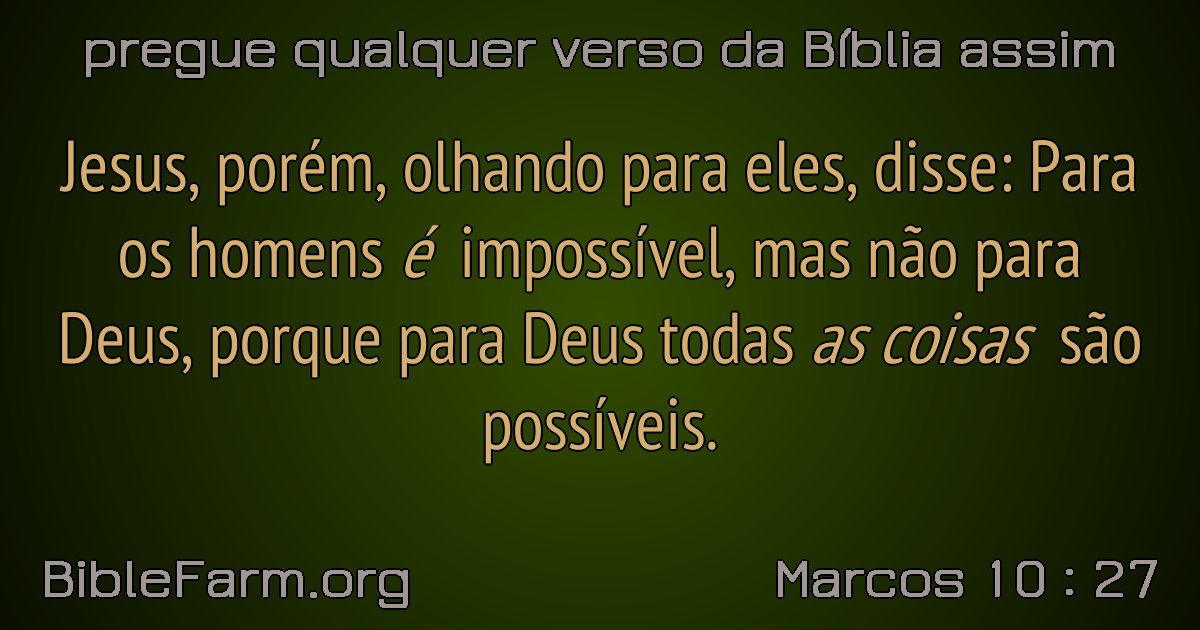 pregue qualquer verso da Bíblia assim
Jesus, porém, olhando para eles, disse: Para
os homens é impossível, mas não para
Deus, porque para Deus todas as coisas são
possíveis.
BibleFarm.org
Marcos 10 : 27